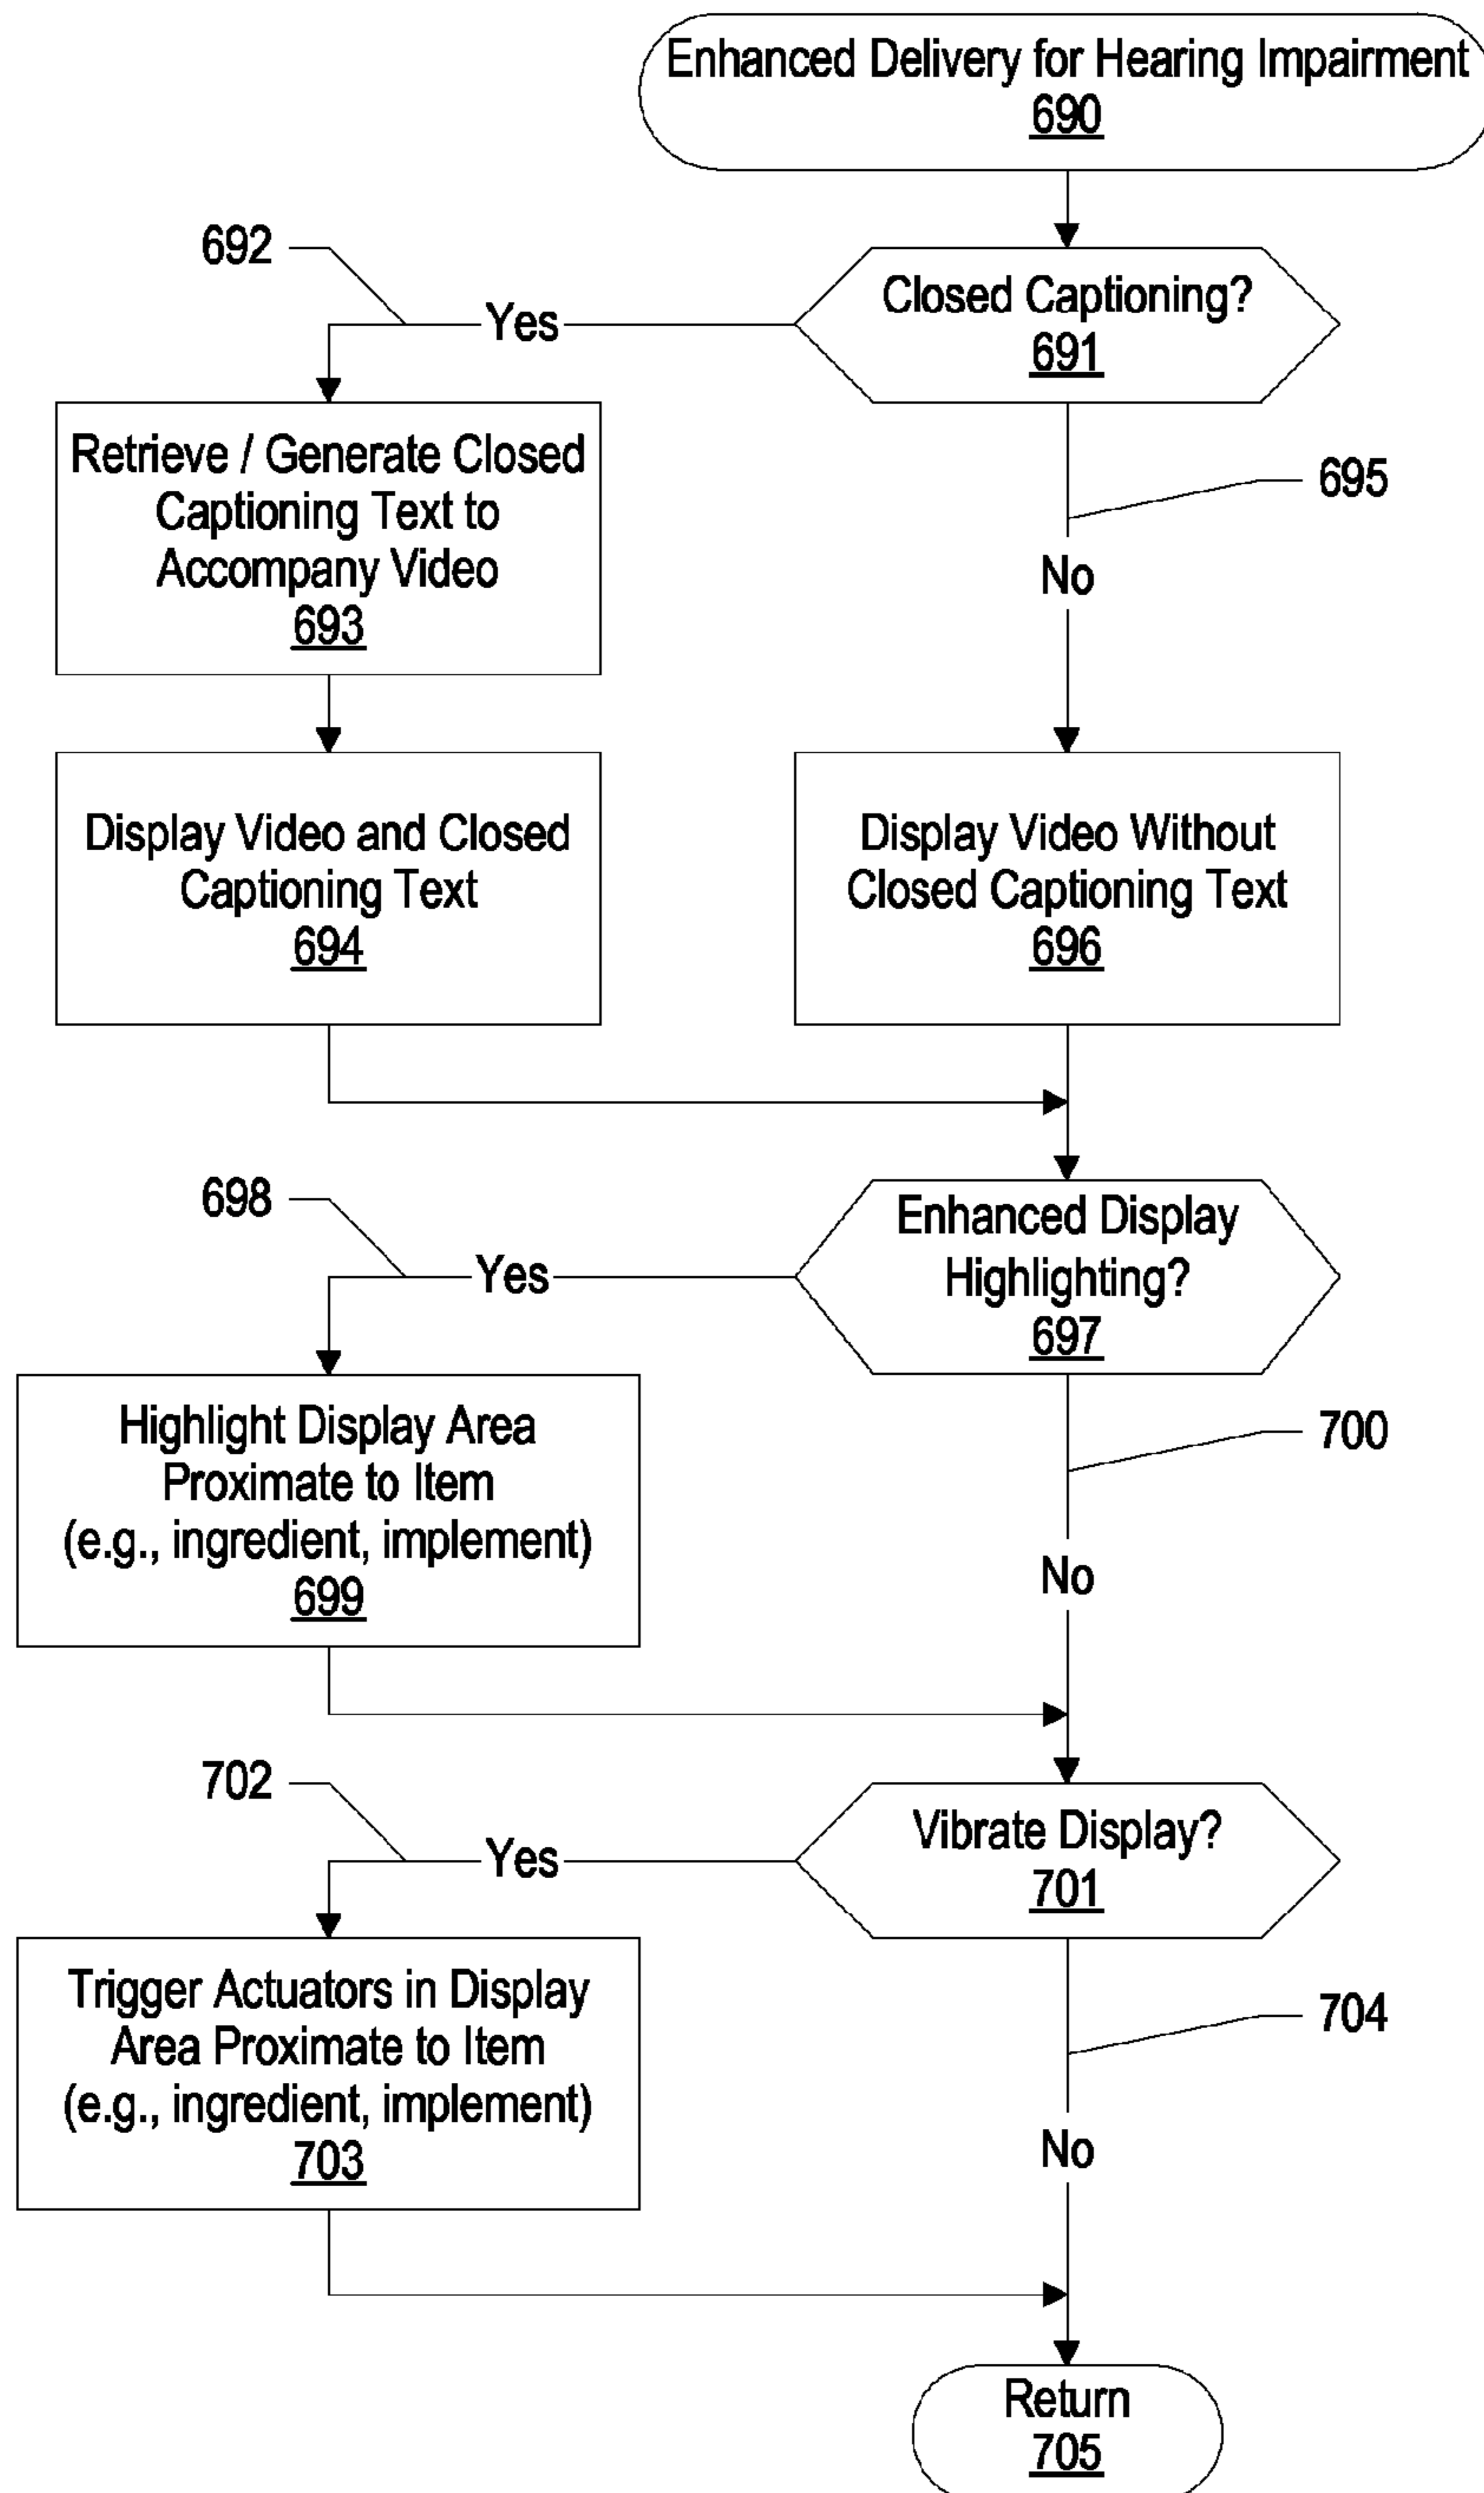 Enhanced Delivery for Hearing Impairment
690
692
Yes
Closed Captioning?
691
Retrieve / Generate Closed
Captioning Text to
Accompany Video
693
695
No
Display Video and Closed
Captioning Text
694
Display Video Without
Closed Captioning Text
696
698
Yes
Enhanced Display
Highlighting?
697
Highlight Display Area
Proximate to Item
(e.g., ingredient, implement)
699
700
No
702
Yes
Vibrate Display?
701
Trigger Actuators in Display
Area Proximate to Item
(e.g., ingredient, implement)
703
704
No
Return
705